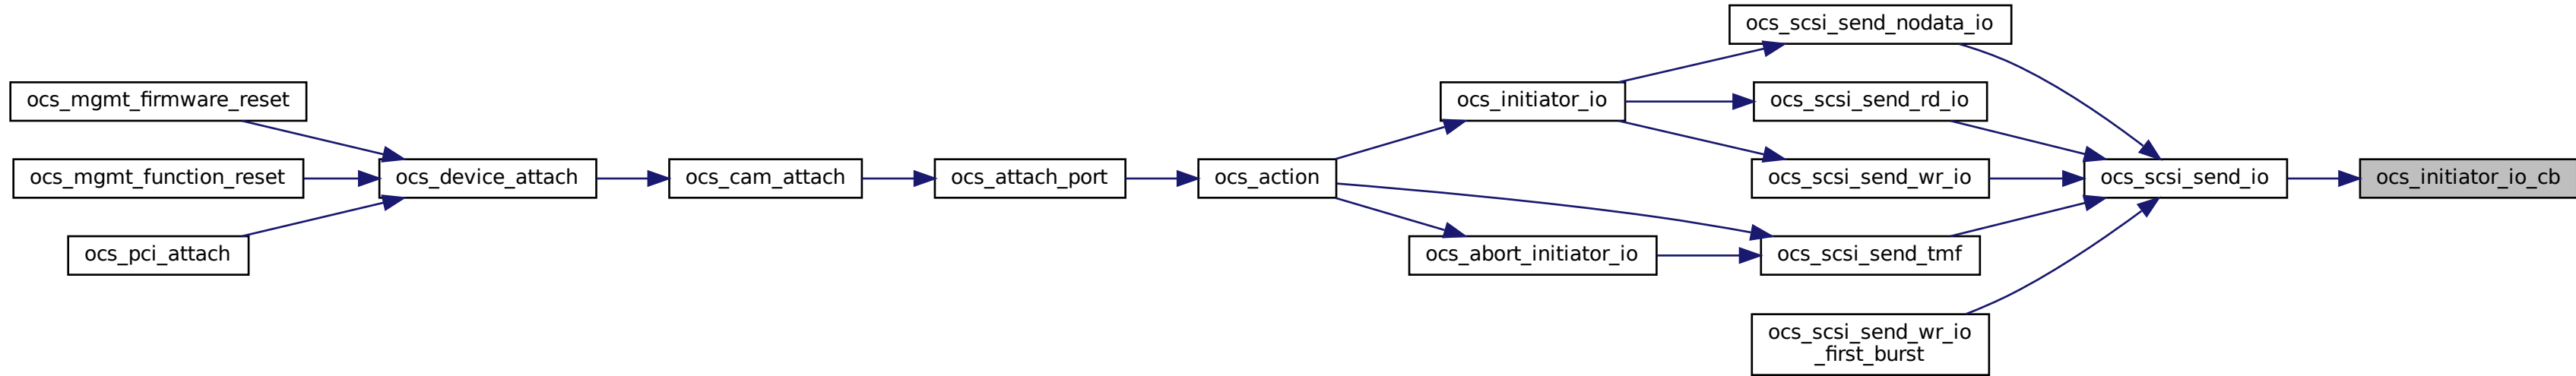 ocs_scsi_send_nodata_io
ocs_mgmt_firmware_reset
ocs_initiator_io
ocs_scsi_send_rd_io
ocs_mgmt_function_reset
ocs_device_attach
ocs_cam_attach
ocs_attach_port
ocs_action
ocs_scsi_send_wr_io
ocs_scsi_send_io
ocs_initiator_io_cb
ocs_pci_attach
ocs_abort_initiator_io
ocs_scsi_send_tmf
ocs_scsi_send_wr_io
_first_burst